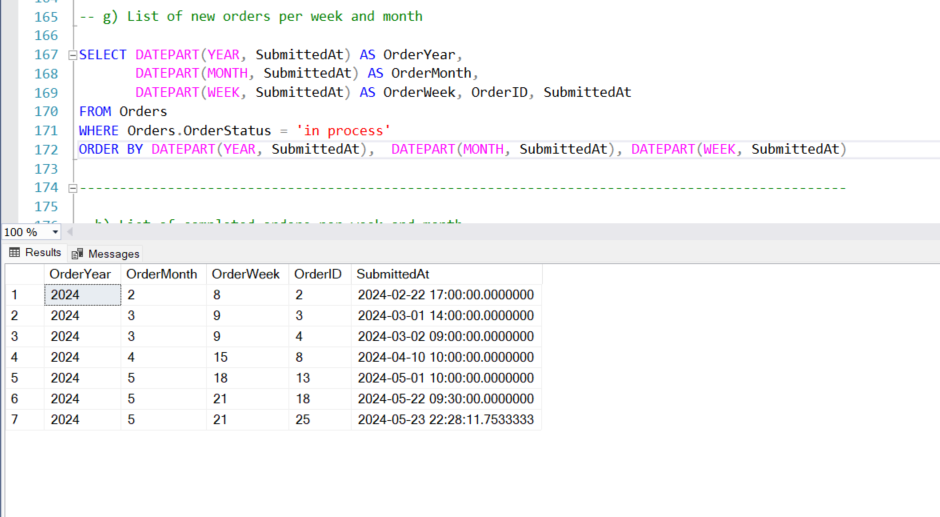 165 -- g) List of new orders per week and month
166
167 SELECT DATEPART(YEAR, SubmittedAt) AS OrderYear,
168 DATEPART(MONTH, SubmittedAt) AS OrderMonth,
169 DATEPART(WEEK, SubmittedAt) AS OrderWeek, OrderID, SubmittedAt
170 FROM Orders
171 WHERE Orders.OrderStatus = 'in process'
172 ORDER BY DATEPART(YEAR, SubmittedAt), DATEPART(MONTH, SubmittedAt), DATEPART(WEEK, SubmittedAt)
173
174 ------------------------------------------------------------------------------------------------
175
100 %
Results Messages
OrderYear OrderMonth OrderWeek OrderID SubmittedAt
1 2024 2 8 2 2024-02-22 17:00:00.0000000
2 2024 3 9 3 2024-03-01 14:00:00.0000000
3 2024 3 9 4 2024-03-02 09:00:00.0000000
4 2024 4 15 8 2024-04-10 10:00:00.0000000
5 2024 5 18 13 2024-05-01 10:00:00.0000000
6 2024 5 21 18 2024-05-22 09:30:00.0000000
7 2024 5 21 25 2024-05-23 22:28:11.7533333